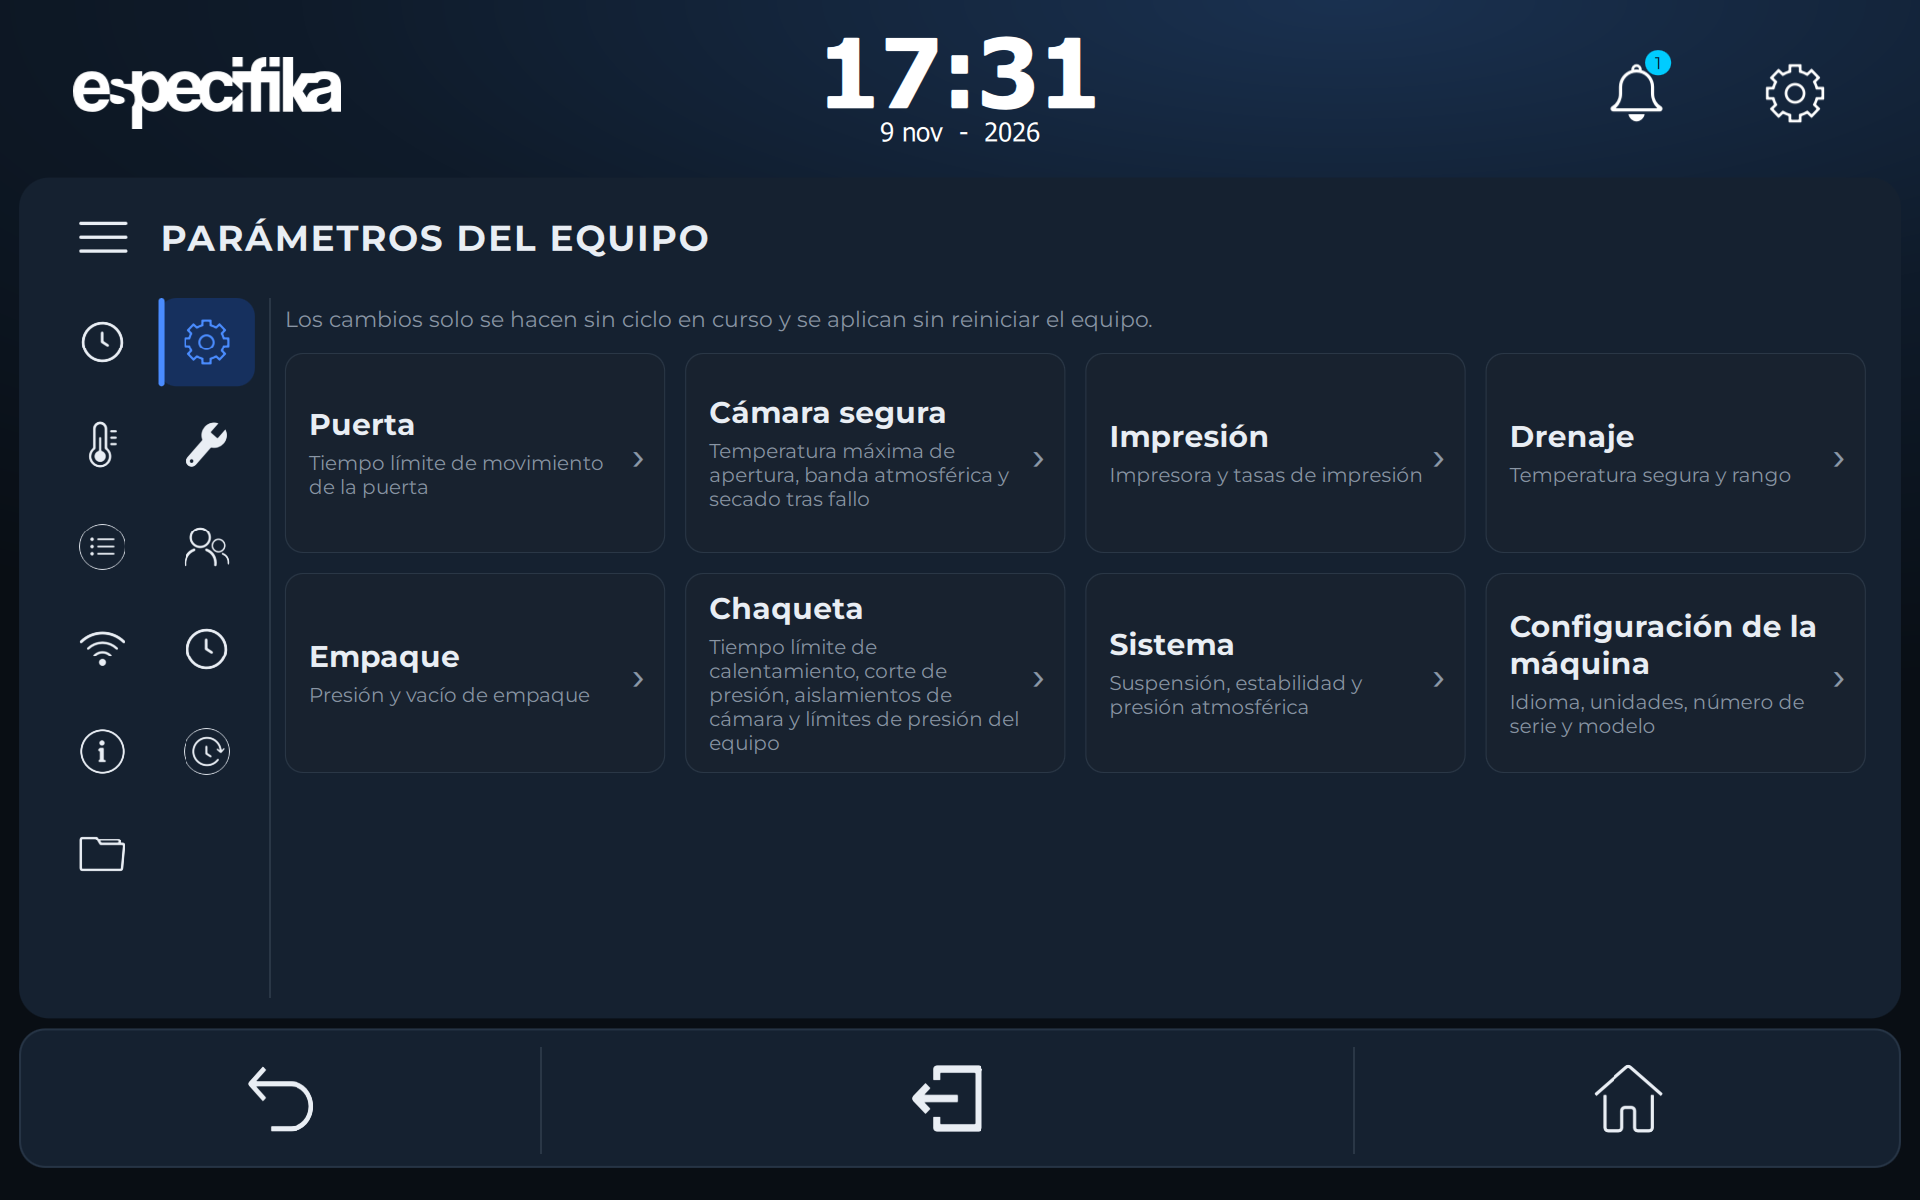 especifika
17:31
1
9 nov - 2026
PARÁMETROS DEL EQUIPO
Los cambios solo se hacen sin ciclo en curso y se aplican sin reiniciar el equipo.
Puerta
Tiempo límite de movimiento
de la puerta
Cámara segura
Temperatura máxima de
apertura, banda atmosférica y
secado tras fallo
Impresión
Impresora y tasas de impresión
Drenaje
Temperatura segura y rango
Empaque
Presión y vacío de empaque
Chaqueta
Tiempo límite de
calentamiento, corte de
presión, aislamientos de
cámara y límites de presión del
equipo
Sistema
Suspensión, estabilidad y
presión atmosférica
Configuración de la
máquina
Idioma, unidades, número de
serie y modelo